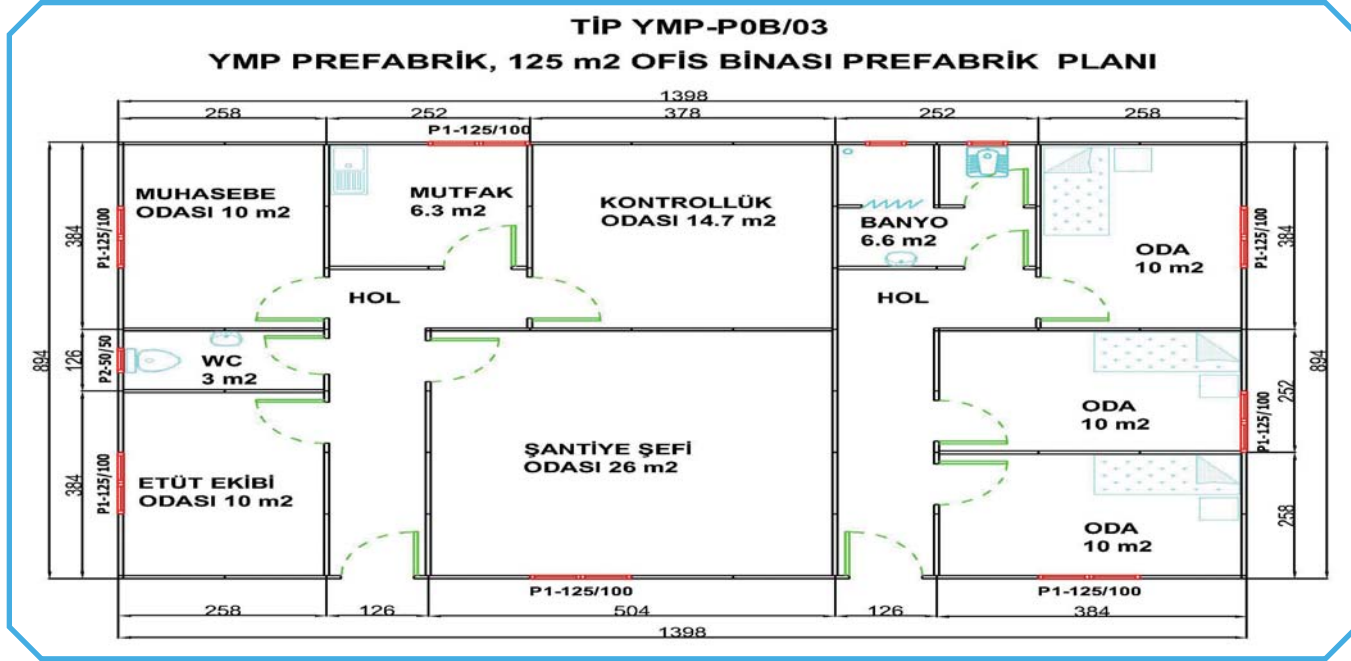 TİP YMP-P0B/03
YMP PREFABRİK, 125 m2 OFİS BİNASI PREFABRİK PLANI
1398
258
252
378
252
258
P1-125/100
MUHASEBE
ODASI 10 m2
MUTFAK
6.3 m2
KONTROLLÜK
ODASI 14.7 m2
BANYO
6.6 m2
ODA
10 m2
P1-125/100
384
P1-125/100
384
HOL
HOL
894
126
P2-50/50
WC
3 m2
ODA
10 m2
P1-125/100
252
894
384
P1-125/100
ETÜT EKİBİ
ODASI 10 m2
ŞANTİYE ŞEFİ
ODASI 26 m2
ODA
10 m2
258
P1-125/100
P1-125/100
258
126
504
126
384
1398